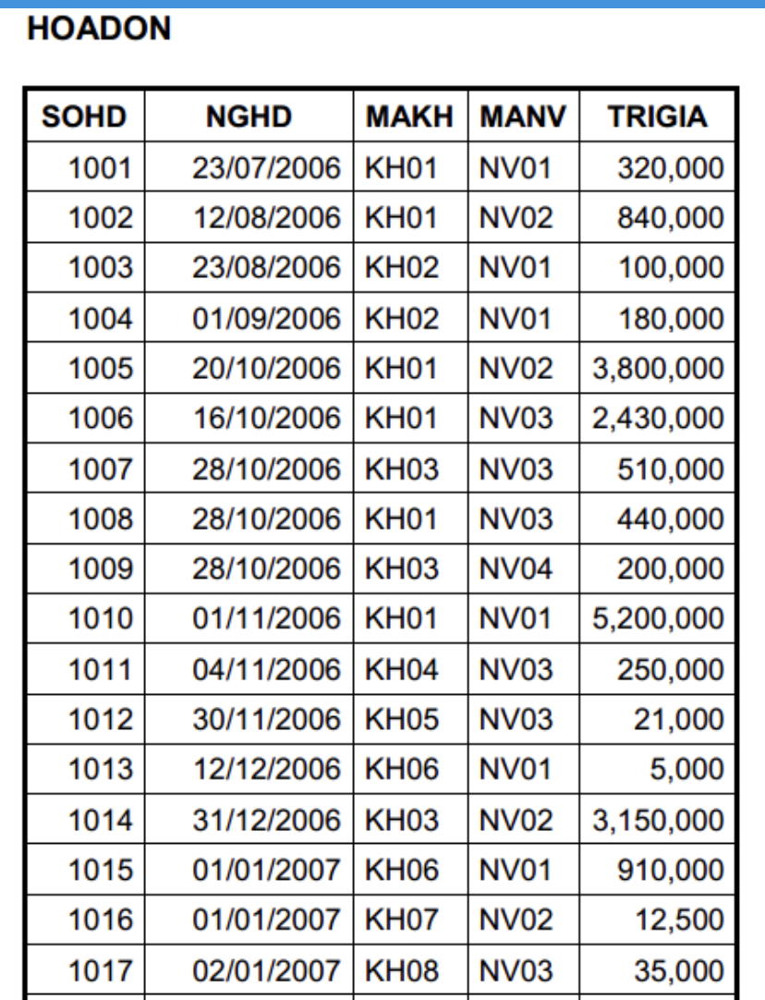 HOADON
SOHD NGHD MAKH MANV TRIGIA
1001 23/07/2006 KH01 NV01 320,000
1002 12/08/2006 KH01 NV02 840,000
1003 23/08/2006 KH02 NV01 100,000
1004 01/09/2006 KH02 NV01 180,000
1005 20/10/2006 KH01 NV02 3,800,000
1006 16/10/2006 KH01 NV03 2,430,000
1007 28/10/2006 KH03 NV03 510,000
1008 28/10/2006 KH01 NV03 440,000
1009 28/10/2006 KH03 NV04 200,000
1010 01/11/2006 KH01 NV01 5,200,000
1011 04/11/2006 KH04 NV03 250,000
1012 30/11/2006 KH05 NV03 21,000
1013 12/12/2006 KH06 NV01 5,000
1014 31/12/2006 KH03 NV02 3,150,000
1015 01/01/2007 KH06 NV01 910,000
1016 01/01/2007 KH07 NV02 12,500
1017 02/01/2007 KH08 NV03 35,000